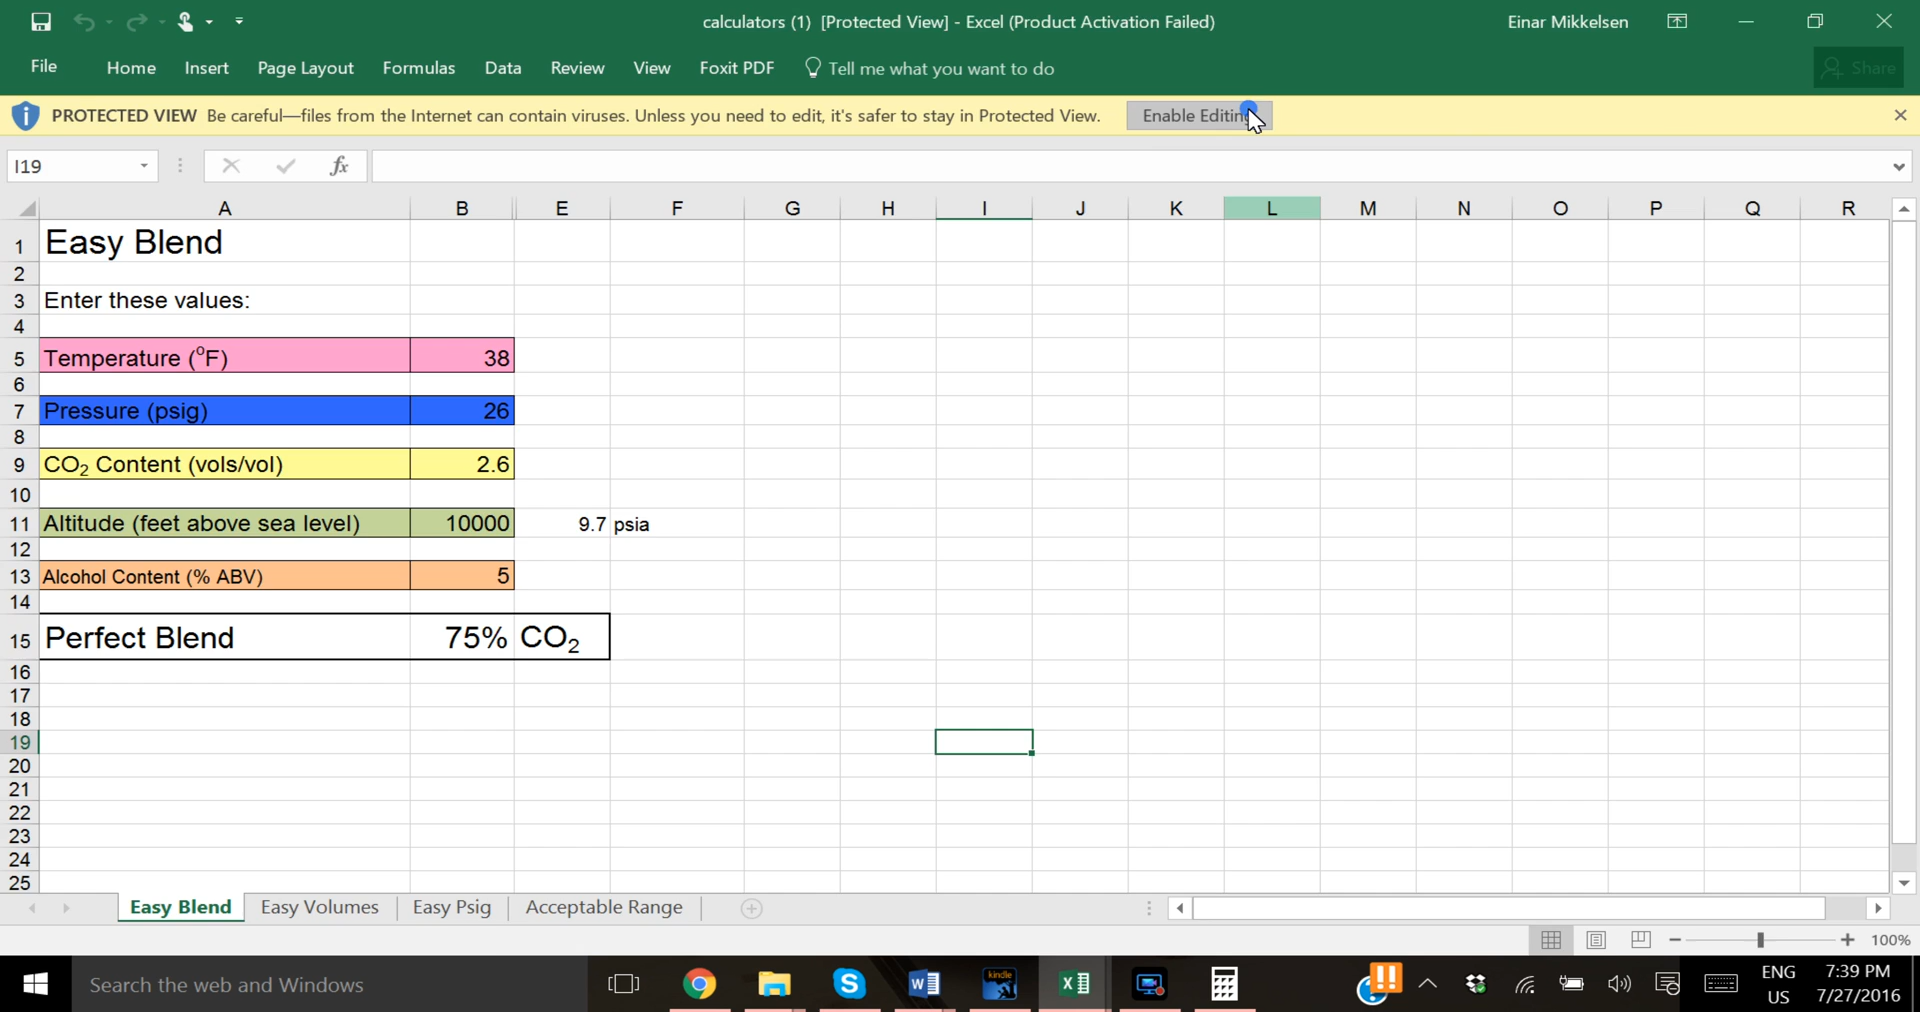 calculators (1) [Protected View] - Excel (Product Activation Failed)
Einar Mikkelsen
File Home Insert Page Layout Formulas Data Review View Foxit PDF Tell me what you want to do Share
PROTECTED VIEW Be careful—files from the Internet can contain viruses. Unless you need to edit, it's safer to stay in Protected View. Enable Editing
I19 fx
A B E F G H I J K L M N O P Q R
1 Easy Blend
2
3 Enter these values:
4
5 Temperature (°F) 38
6
7 Pressure (psig) 26
8
9 CO₂ Content (vols/vol) 2.6
10
11 Altitude (feet above sea level) 10000 9.7 psia
12
13 Alcohol Content (% ABV) 5
14
15 Perfect Blend 75% CO₂
16
17
18
19
20
21
22
23
24
25
Easy Blend Easy Volumes Easy Psig Acceptable Range
100%
Search the web and Windows
kindle
ENG 7:39 PM
US 7/27/2016